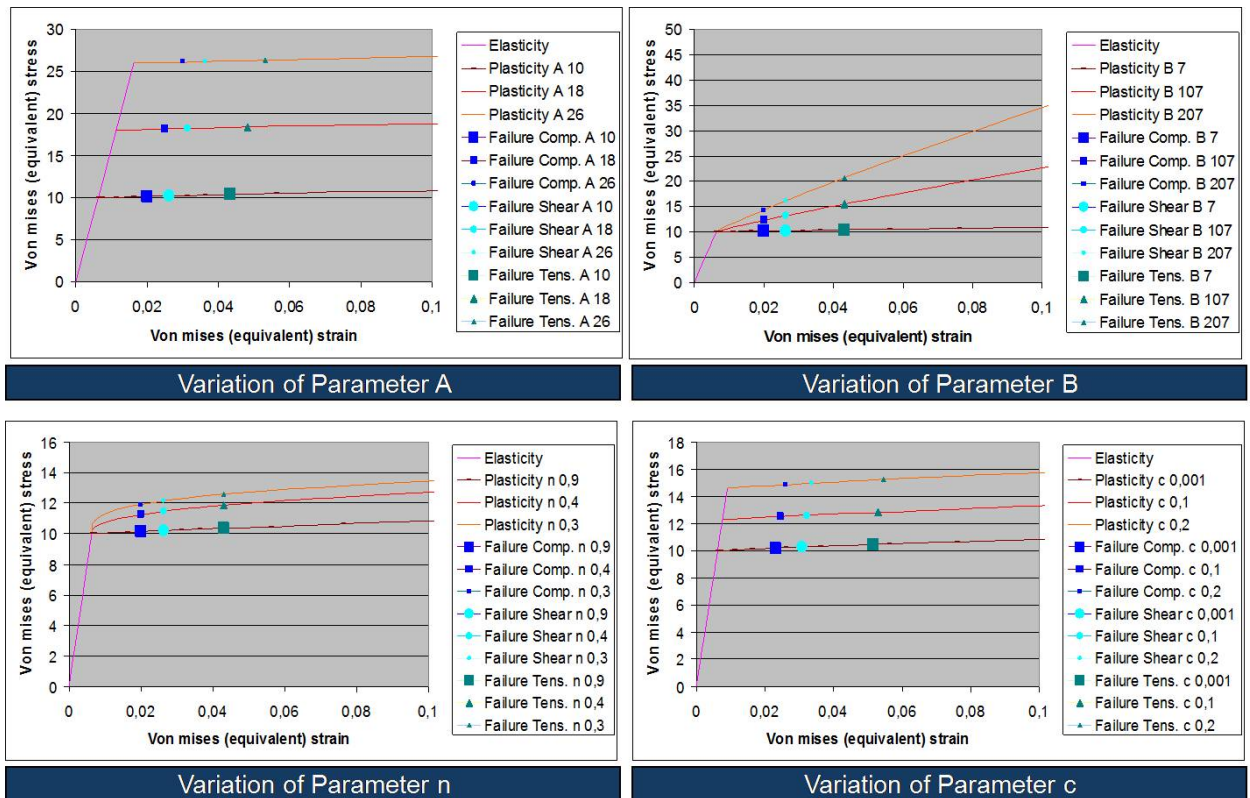 30
25
20
15
10
5
0
0
0,02
0,04
0,06
0,08
0,1
Von mises (equivalent) stress
Von mises (equivalent) strain
Elasticity
Plasticity A 10
Plasticity A 18
Plasticity A 26
Failure Comp. A 10
Failure Comp. A 18
Failure Comp. A 26
Failure Shear A 10
Failure Shear A 18
Failure Shear A 26
Failure Tens. A 10
Failure Tens. A 18
Failure Tens. A 26
Variation of Parameter A
50
45
40
35
30
25
20
15
10
5
0
0
0,02
0,04
0,06
0,08
0,1
Von mises (equivalent) stress
Von mises (equivalent) strain
Elasticity
Plasticity B 7
Plasticity B 107
Plasticity B 207
Failure Comp. B 7
Failure Comp. B 107
Failure Comp. B 207
Failure Shear B 7
Failure Shear B 107
Failure Shear B 207
Failure Tens. B 7
Failure Tens. B 107
Failure Tens. B 207
Variation of Parameter B
16
14
12
10
8
6
4
2
0
0
0,02
0,04
0,06
0,08
0,1
Von mises (equivalent) stress
Von mises (equivalent) strain
Elasticity
Plasticity n 0,9
Plasticity n 0,4
Plasticity n 0,3
Failure Comp. n 0,9
Failure Comp. n 0,4
Failure Comp. n 0,3
Failure Shear n 0,9
Failure Shear n 0,4
Failure Shear n 0,3
Failure Tens. n 0,9
Failure Tens. n 0,4
Failure Tens. n 0,3
Variation of Parameter n
18
16
14
12
10
8
6
4
2
0
0
0,02
0,04
0,06
0,08
0,1
Von mises (equivalent) stress
Von mises (equivalent) strain
Elasticity
Plasticity c 0,001
Plasticity c 0,1
Plasticity c 0,2
Failure Comp. c 0,001
Failure Comp. c 0,1
Failure Comp. c 0,2
Failure Shear c 0,001
Failure Shear c 0,1
Failure Shear c 0,2
Failure Tens. c 0,001
Failure Tens. c 0,1
Failure Tens. c 0,2
Variation of Parameter c